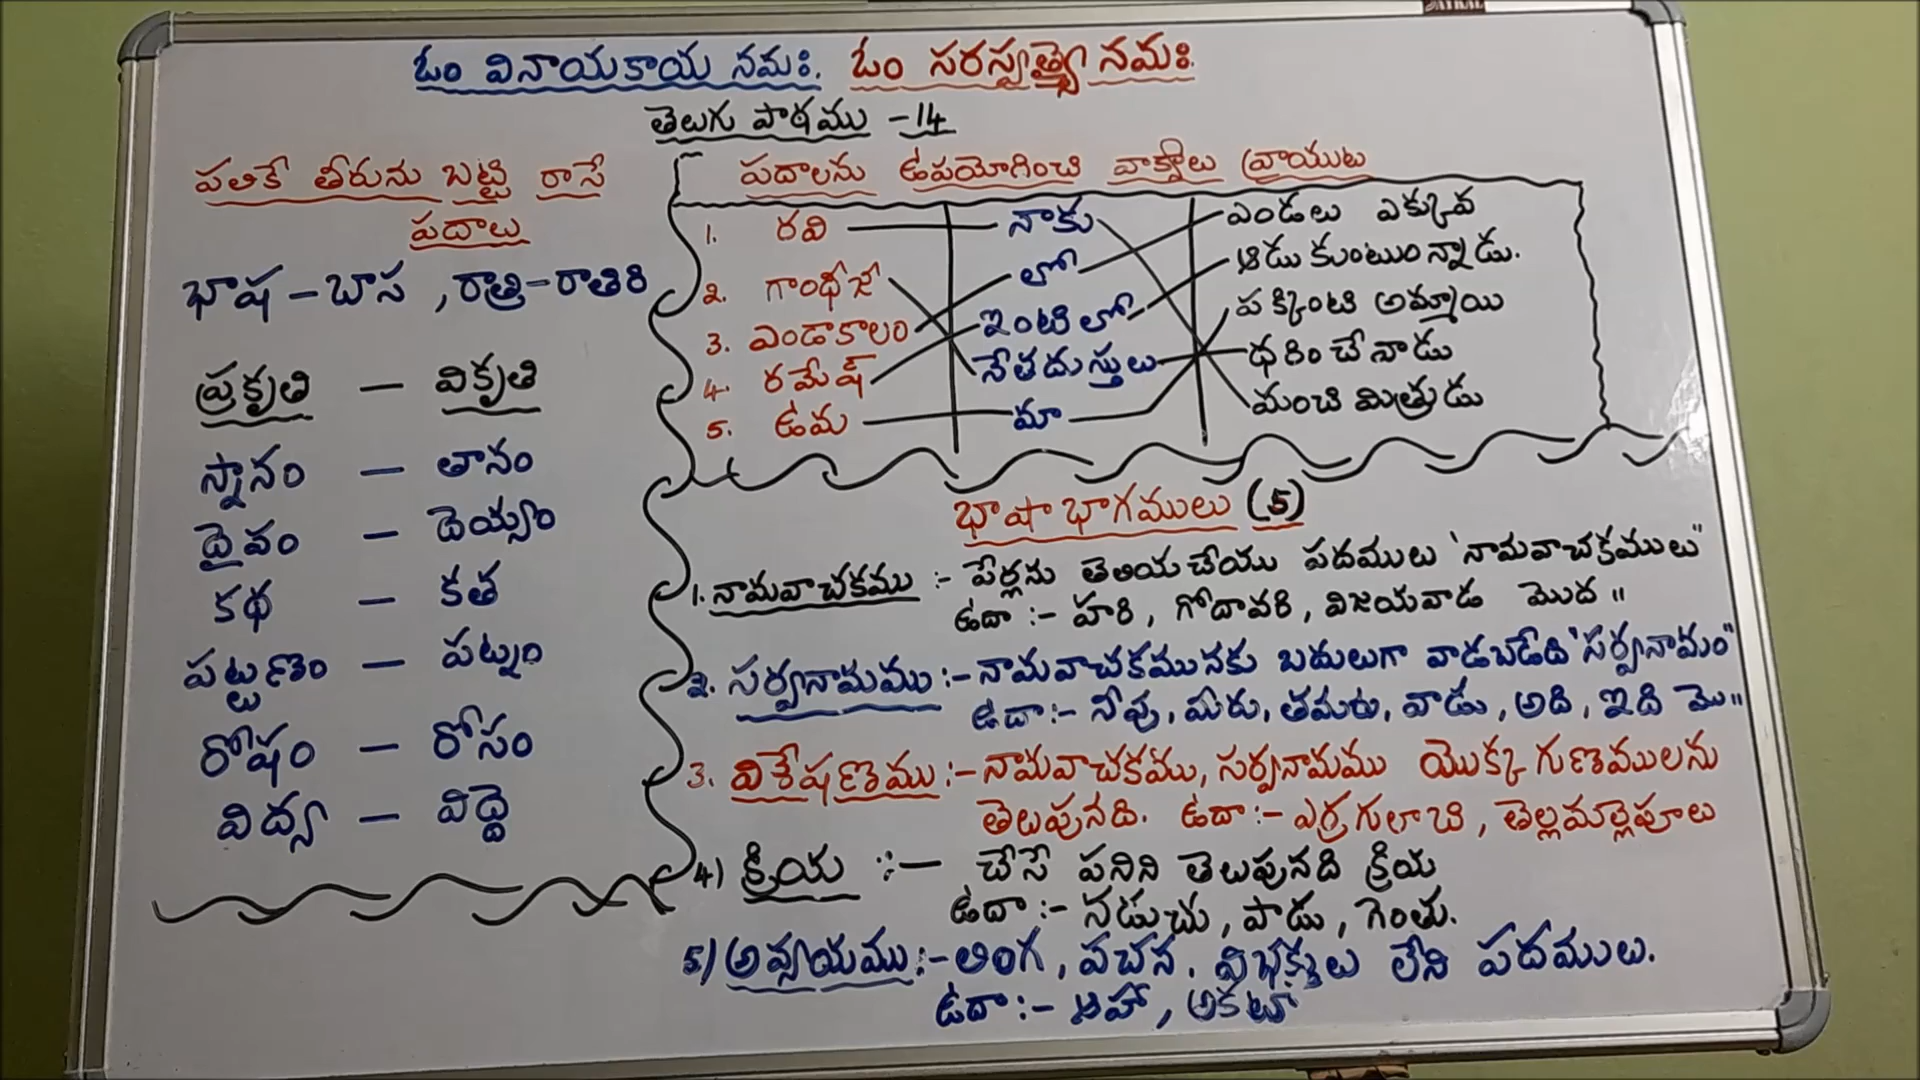 ఓం వినాయకాయ నమః. ఓం సరస్వత్యై నమః.
తెలుగు పాఠము - 14
పలికే తీరును బట్టి రాసే
పదాలు
భాష - బాస , రాత్రి - రాతిరి
ప్రకృతి - వికృతి
స్నానం - తానం
దైవం - దెయ్యం
కథ - కత
పట్టణం - పట్నం
రోషం - రోసం
విద్య - విద్దె
పదాలను ఉపయోగించి వాక్యాలు వ్రాయుట
1. రవి నాకు ఎండలు ఎక్కువ
2. గాంధీజీ లో ఆడుకుంటున్నాడు.
3. ఎండాకాలం ఇంటిలో పక్కింటి అమ్మాయి
4. రమేష్ నేతదుస్తులు ధరించేనాడు
5. ఉమ మా మంచి మిత్రుడు
భాషాభాగములు (5)
1. నామవాచకము :- పేర్లను తెలియచేయు పదములు 'నామవాచకములు"
ఉదా :- హరి, గోదావరి, విజయవాడ మొద "
2. సర్వనామము :- నామవాచకమునకు బదులుగా వాడబడేది "సర్వనామం"
ఉదా :- నీవు, మీరు, తమరు, వాడు, అది, ఇది మొ"
3. విశేషణము :- నామవాచకము, సర్వనామము యొక్క గుణములను
తెలుపునది. ఉదా :- ఎర్రగులాబి, తెల్లమల్లెపూలు
4) క్రియ :- చేసే పనిని తెలుపునది క్రియ
ఉదా :- నడుచు, పాడు, గెంతు.
5) అవ్యయము :- లింగ, వచన, విభక్తులు లేని పదములు.
ఉదా :- ఆహా, అకటా